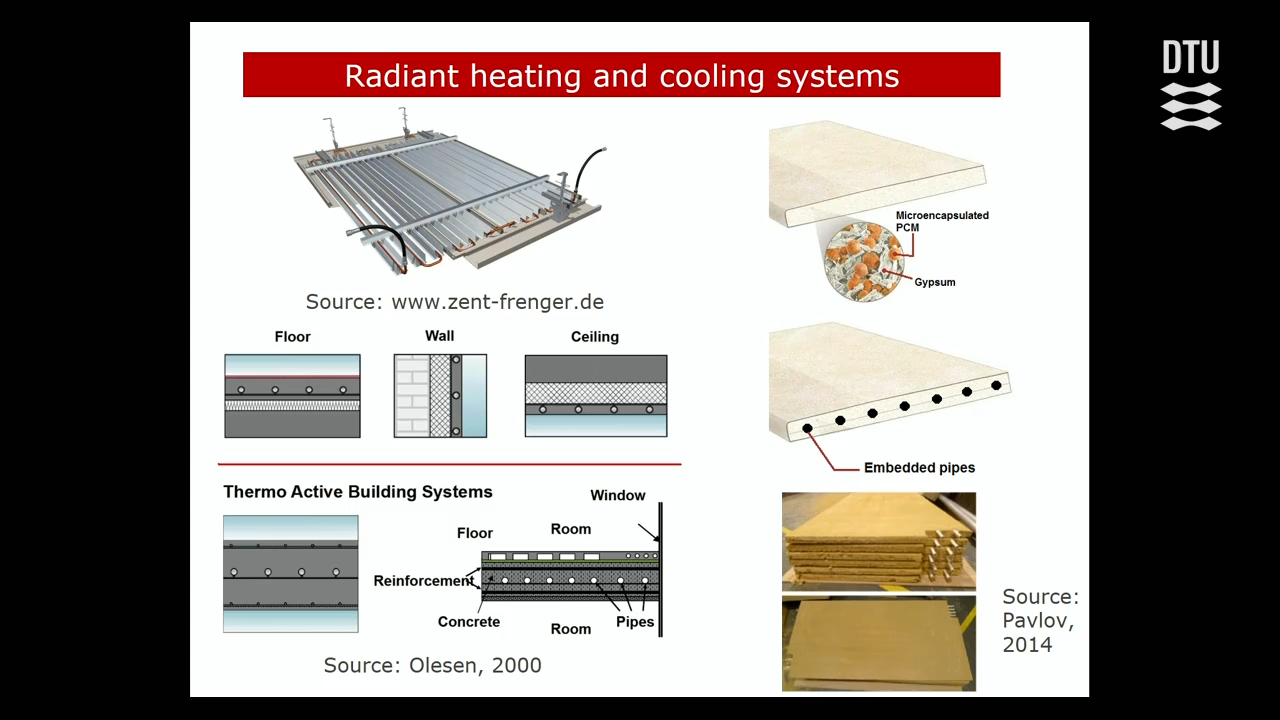 Radiant heating and cooling systems
DTU
Microencapsulated
PCM
Gypsum
Source: www.zent-frenger.de
Floor
Wall
Ceiling
Embedded pipes
Thermo Active Building Systems
Window
Floor
Room
Reinforcement
Concrete
Room
Pipes
Source: Olesen, 2000
Source:
Pavlov,
2014